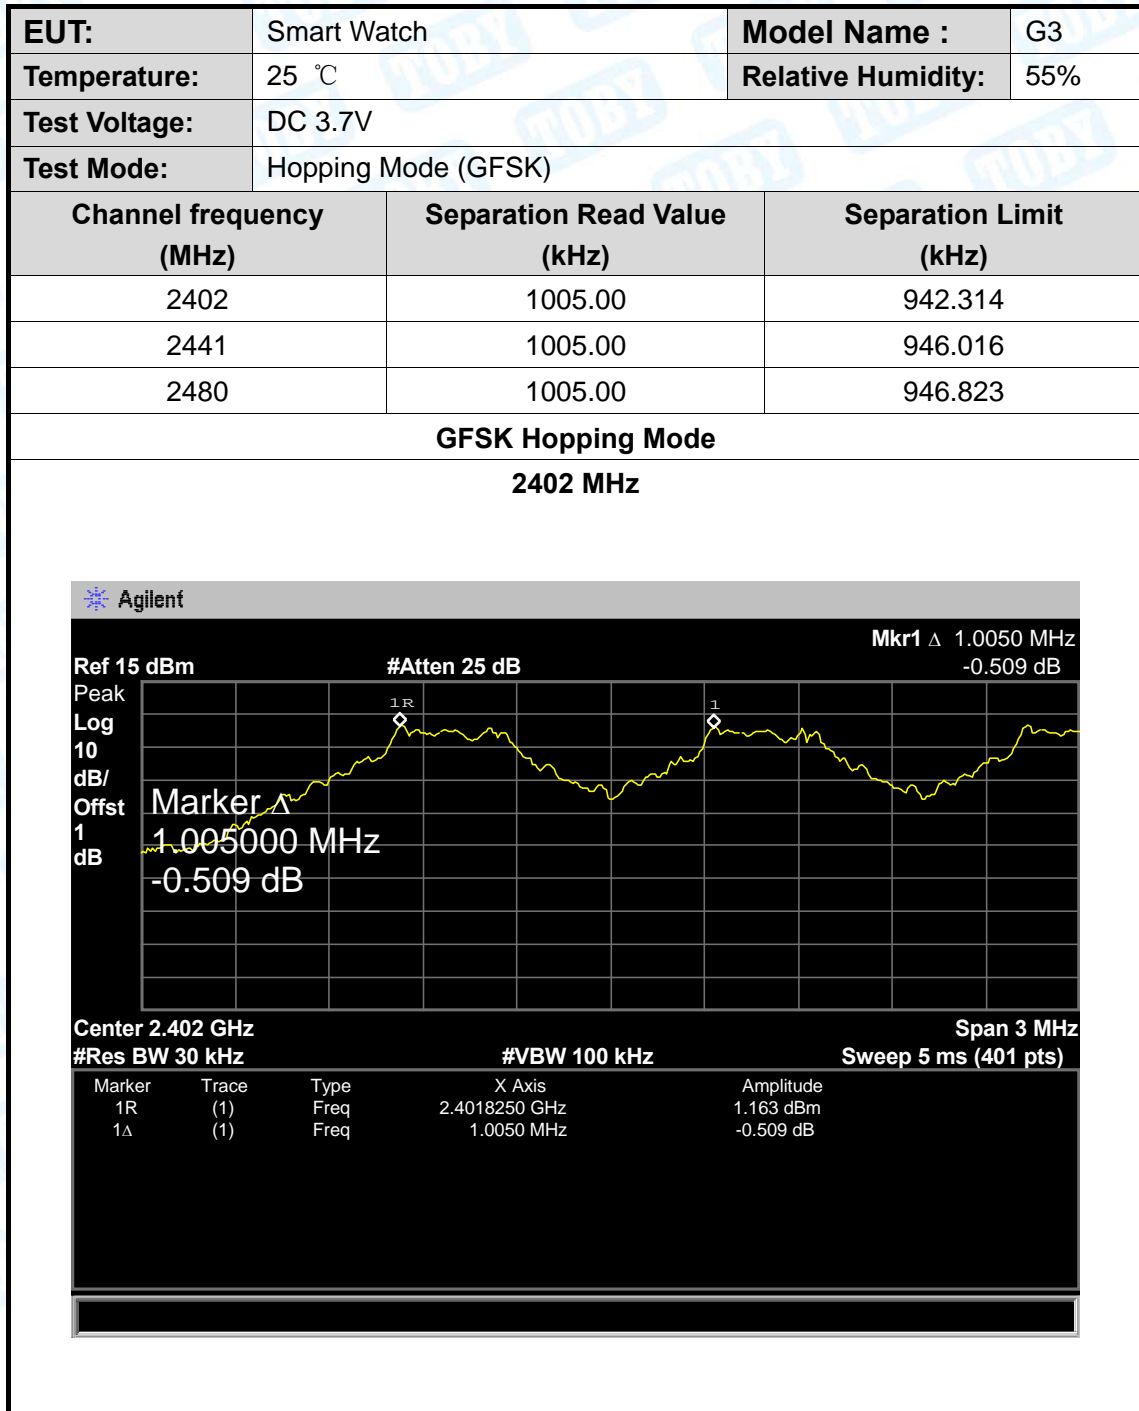 EUT: Smart Watch Model Name : G3
Temperature: 25 ℃ Relative Humidity: 55%
Test Voltage: DC 3.7V
Test Mode: Hopping Mode (GFSK)
Channel frequency (MHz) Separation Read Value (kHz) Separation Limit (kHz)
2402 1005.00 942.314
2441 1005.00 946.016
2480 1005.00 946.823
GFSK Hopping Mode
2402 MHz
Agilent
Mkr1 Δ 1.0050 MHz
Ref 15 dBm #Atten 25 dB -0.509 dB
Peak
Log
10
dB/
Offst
1
dB
1R 1
Marker Δ
1.005000 MHz
-0.509 dB
Center 2.402 GHz Span 3 MHz
#Res BW 30 kHz #VBW 100 kHz Sweep 5 ms (401 pts)
Marker Trace Type X Axis Amplitude
1R (1) Freq 2.4018250 GHz 1.163 dBm
1Δ (1) Freq 1.0050 MHz -0.509 dB
TOBY